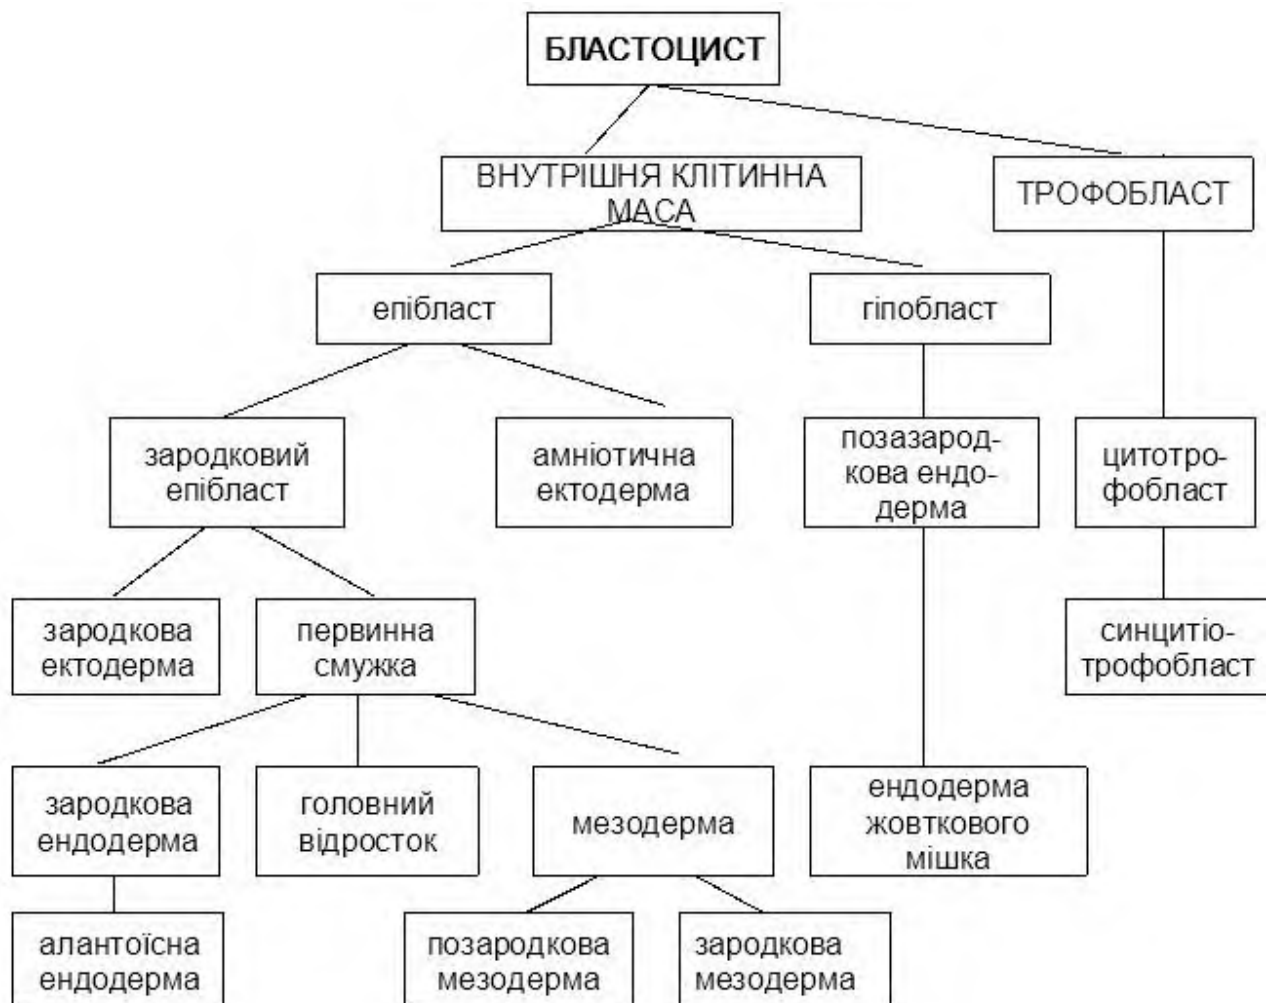 БЛАСТОЦИСТ
ВНУТРІШНЯ КЛІТИННА
МАСА
ТРОФОБЛАСТ
епібласт
гіпобласт
зародковий
епібласт
амніотична
ектодерма
позазарод-
кова ендо-
дерма
цитотро-
фобласт
зародкова
ектодерма
первинна
смужка
синцитіо-
трофобласт
зародкова
ендодерма
головний
відросток
мезодерма
ендодерма
жовткового
мішка
алантоїсна
ендодерма
позародкова
мезодерма
зародкова
мезодерма